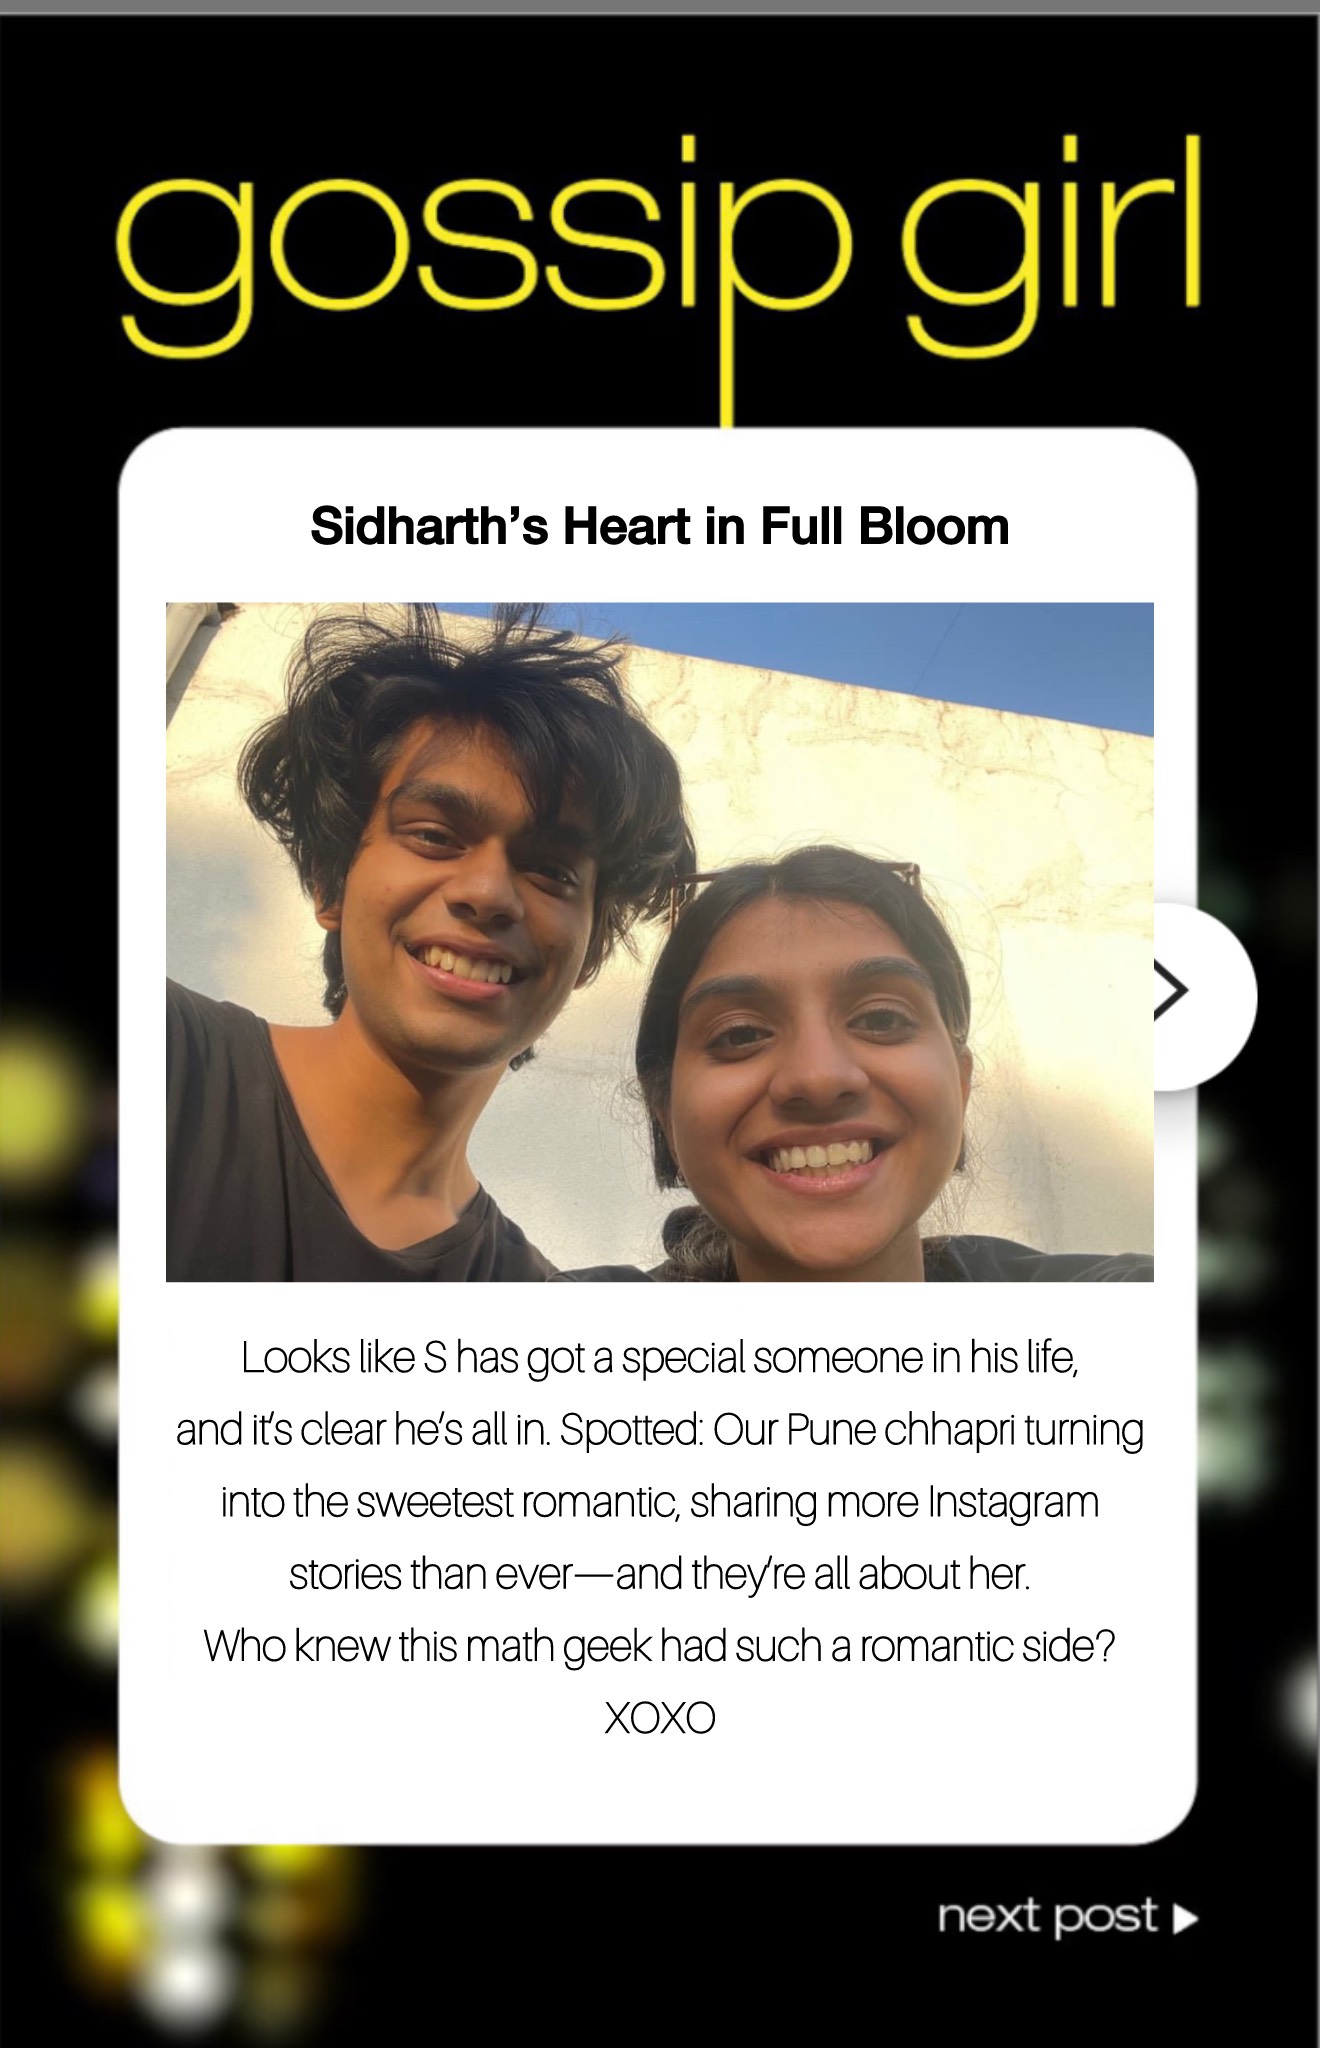 gossip girl
Sidharth’s Heart in Full Bloom
Looks like S has got a special someone in his life,
and it’s clear he’s all in. Spotted: Our Pune chhapri turning
into the sweetest romantic, sharing more Instagram
stories than ever—and they’re all about her.
Who knew this math geek had such a romantic side?
XOXO
next post